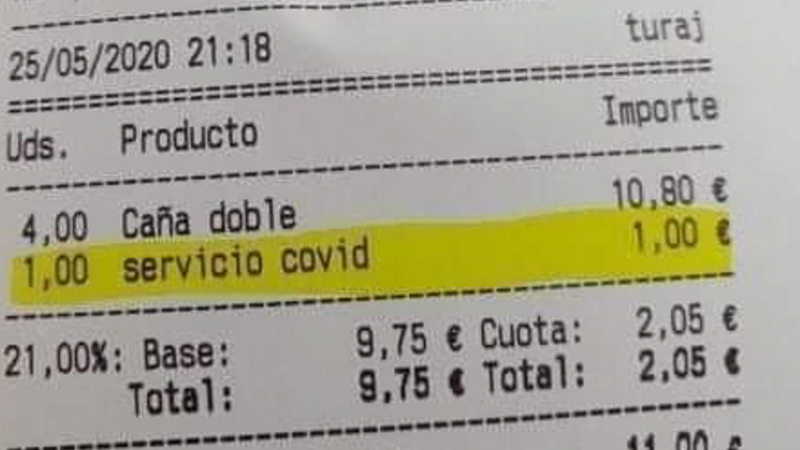 25/05/2020 21:18 turaj
Uds. Producto Importe
4,00 Caña doble 10,80 €
1,00 servicio covid 1,00 €
21,00%: Base: 9,75 € Cuota: 2,05 €
Total: 9,75 € Total: 2,05 €